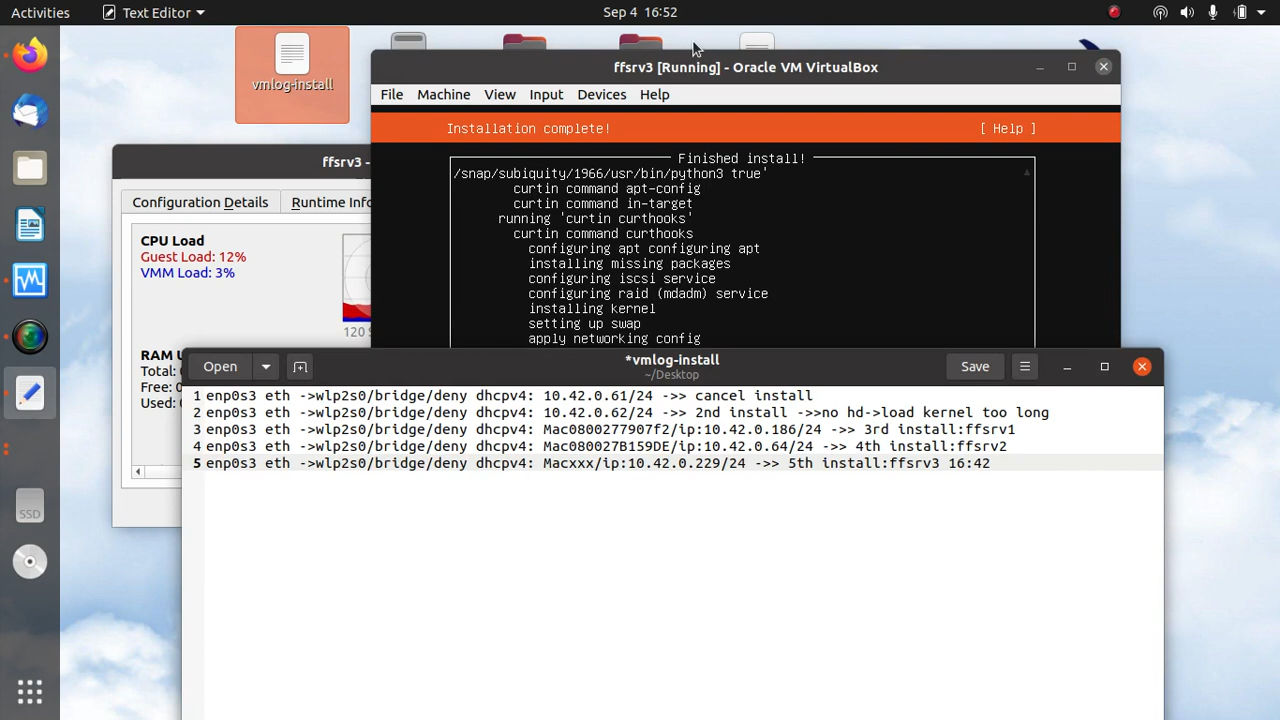 Activities
Text Editor
Sep 4 16:52
vmlog-install
ffsrv3 [Running] - Oracle VM VirtualBox
File Machine View Input Devices Help
Installation complete! [ Help ]
Finished install!
/snap/subiquity/1966/usr/bin/python3 true'
curtin command apt-config
curtin command in-target
running 'curtin curthooks'
curtin command curthooks
configuring apt configuring apt
installing missing packages
configuring iscsi service
configuring raid (mdadm) service
installing kernel
setting up swap
apply networking config
ffsrv3 -
Configuration Details Runtime Info
CPU Load
Guest Load: 12%
VMM Load: 3%
120 S
RAM U
Total:
Free:
Used:
Open
*vmlog-install
~/Desktop
Save
1 enp0s3 eth ->wlp2s0/bridge/deny dhcpv4: 10.42.0.61/24 ->> cancel install
2 enp0s3 eth ->wlp2s0/bridge/deny dhcpv4: 10.42.0.62/24 -> 2nd install ->>no hd->load kernel too long
3 enp0s3 eth ->wlp2s0/bridge/deny dhcpv4: Mac0800277907f2/ip:10.42.0.186/24 ->> 3rd install:ffsrv1
4 enp0s3 eth ->wlp2s0/bridge/deny dhcpv4: Mac080027B159DE/ip:10.42.0.64/24 ->> 4th install:ffsrv2
5 enp0s3 eth ->wlp2s0/bridge/deny dhcpv4: Macxxx/ip:10.42.0.229/24 ->> 5th install:ffsrv3 16:42
SSD